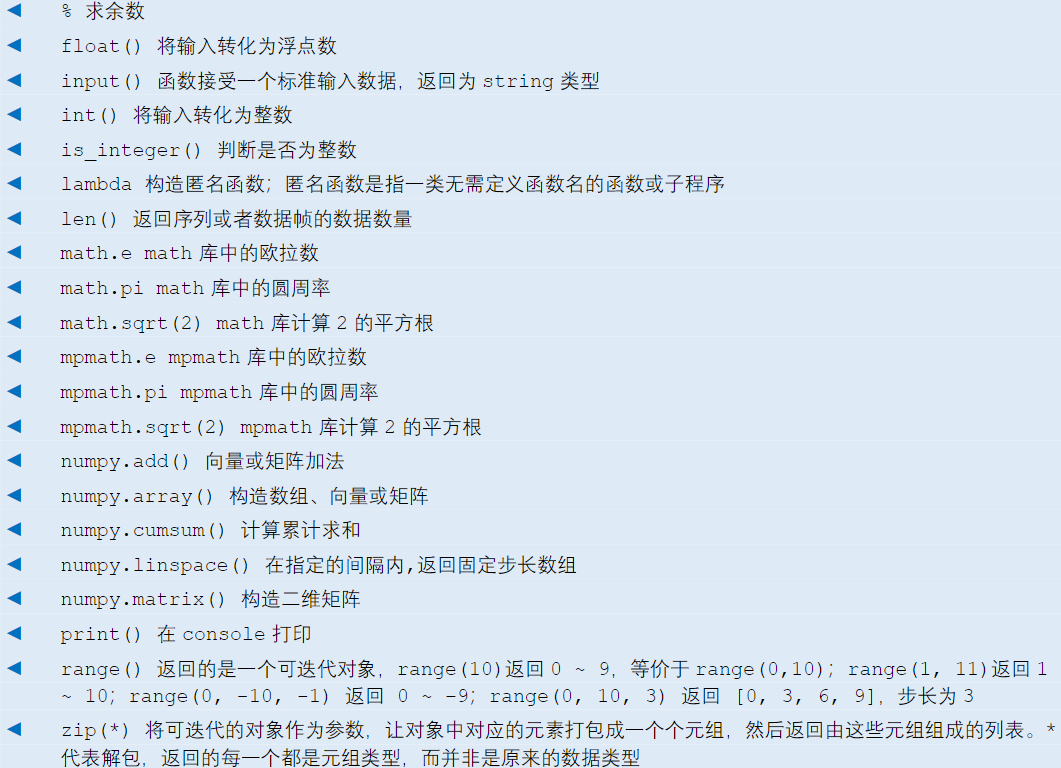 % 求余数
float() 将输入转化为浮点数
input() 函数接受一个标准输入数据，返回为 string 类型
int() 将输入转化为整数
is_integer() 判断是否为整数
lambda 构造匿名函数；匿名函数是指一类无需定义函数名的函数或子程序
len() 返回序列或者数据帧的数据数量
math.e math 库中的欧拉数
math.pi math 库中的圆周率
math.sqrt(2) math 库计算 2 的平方根
mpmath.e mpmath 库中的欧拉数
mpmath.pi mpmath 库中的圆周率
mpmath.sqrt(2) mpmath 库计算 2 的平方根
numpy.add() 向量或矩阵加法
numpy.array() 构造数组、向量或矩阵
numpy.cumsum() 计算累计求和
numpy.linspace() 在指定的间隔内,返回固定步长数组
numpy.matrix() 构造二维矩阵
print() 在 console 打印
range() 返回的是一个可迭代对象，range(10)返回 0 ~ 9，等价于 range(0,10)；range(1, 11)返回 1
~ 10；range(0, -10, -1) 返回 0 ~ -9；range(0, 10, 3) 返回 [0, 3, 6, 9]，步长为 3
zip(*) 将可迭代的对象作为参数，让对象中对应的元素打包成一个个元组，然后返回由这些元组组成的列表。*
代表解包，返回的每一个都是元组类型，而并非是原来的数据类型